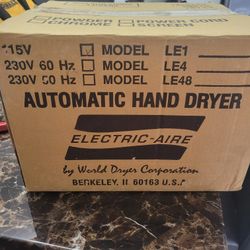 POWDER POWER CORD
CHROME SCREEN
115V MODEL LE1
230V 60 Hz MODEL LE4
230V 50 Hz MODEL LE48
AUTOMATIC HAND DRYER
ELECTRIC-AIRE
by World Dryer Corporation
BERKELEY, Il 60163 U.S.A.